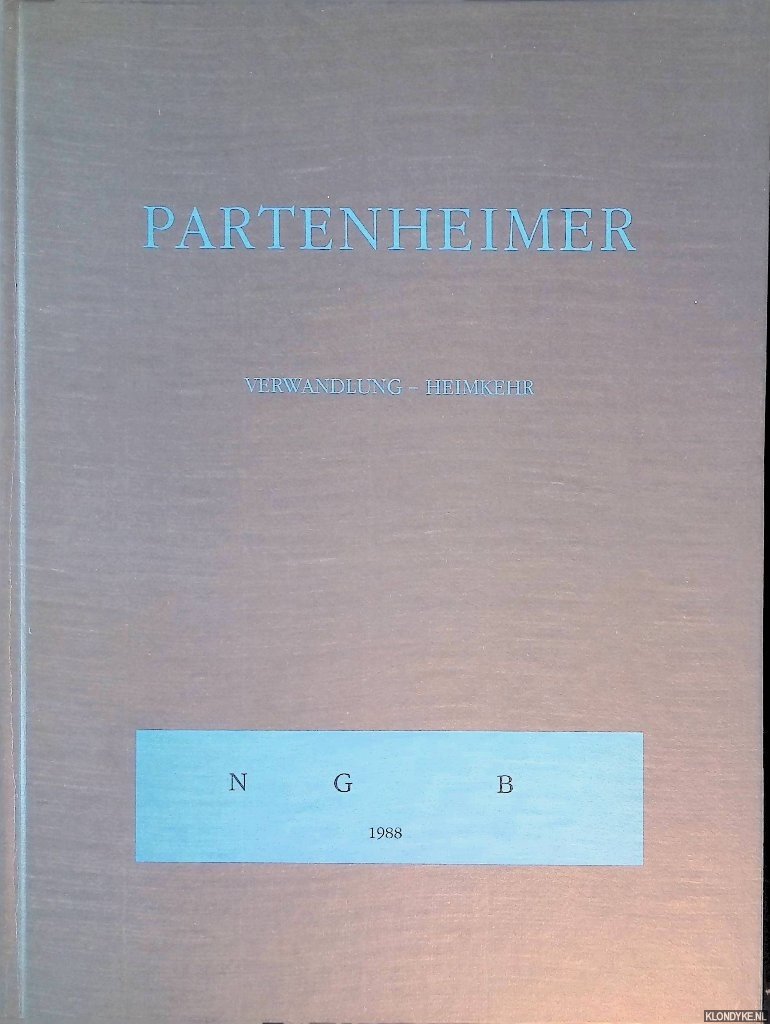 PARTENHEIMER
VERWANDLUNG – HEIMKEHR
N G B
1988
KLONDYKE.NL